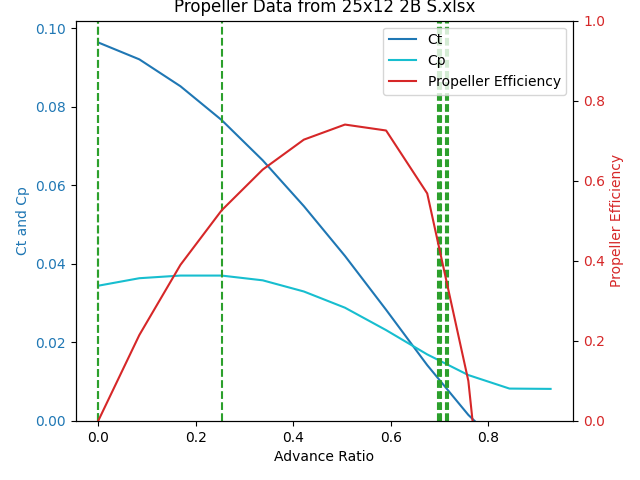 Propeller Data from 25x12 2B S.xlsx
Ct
Cp
Propeller Efficiency
Ct and Cp
0.10
0.08
0.06
0.04
0.02
0.00
1.0
0.8
0.6
0.4
0.2
0.0
Propeller Efficiency
0.0 0.2 0.4 0.6 0.8
Advance Ratio